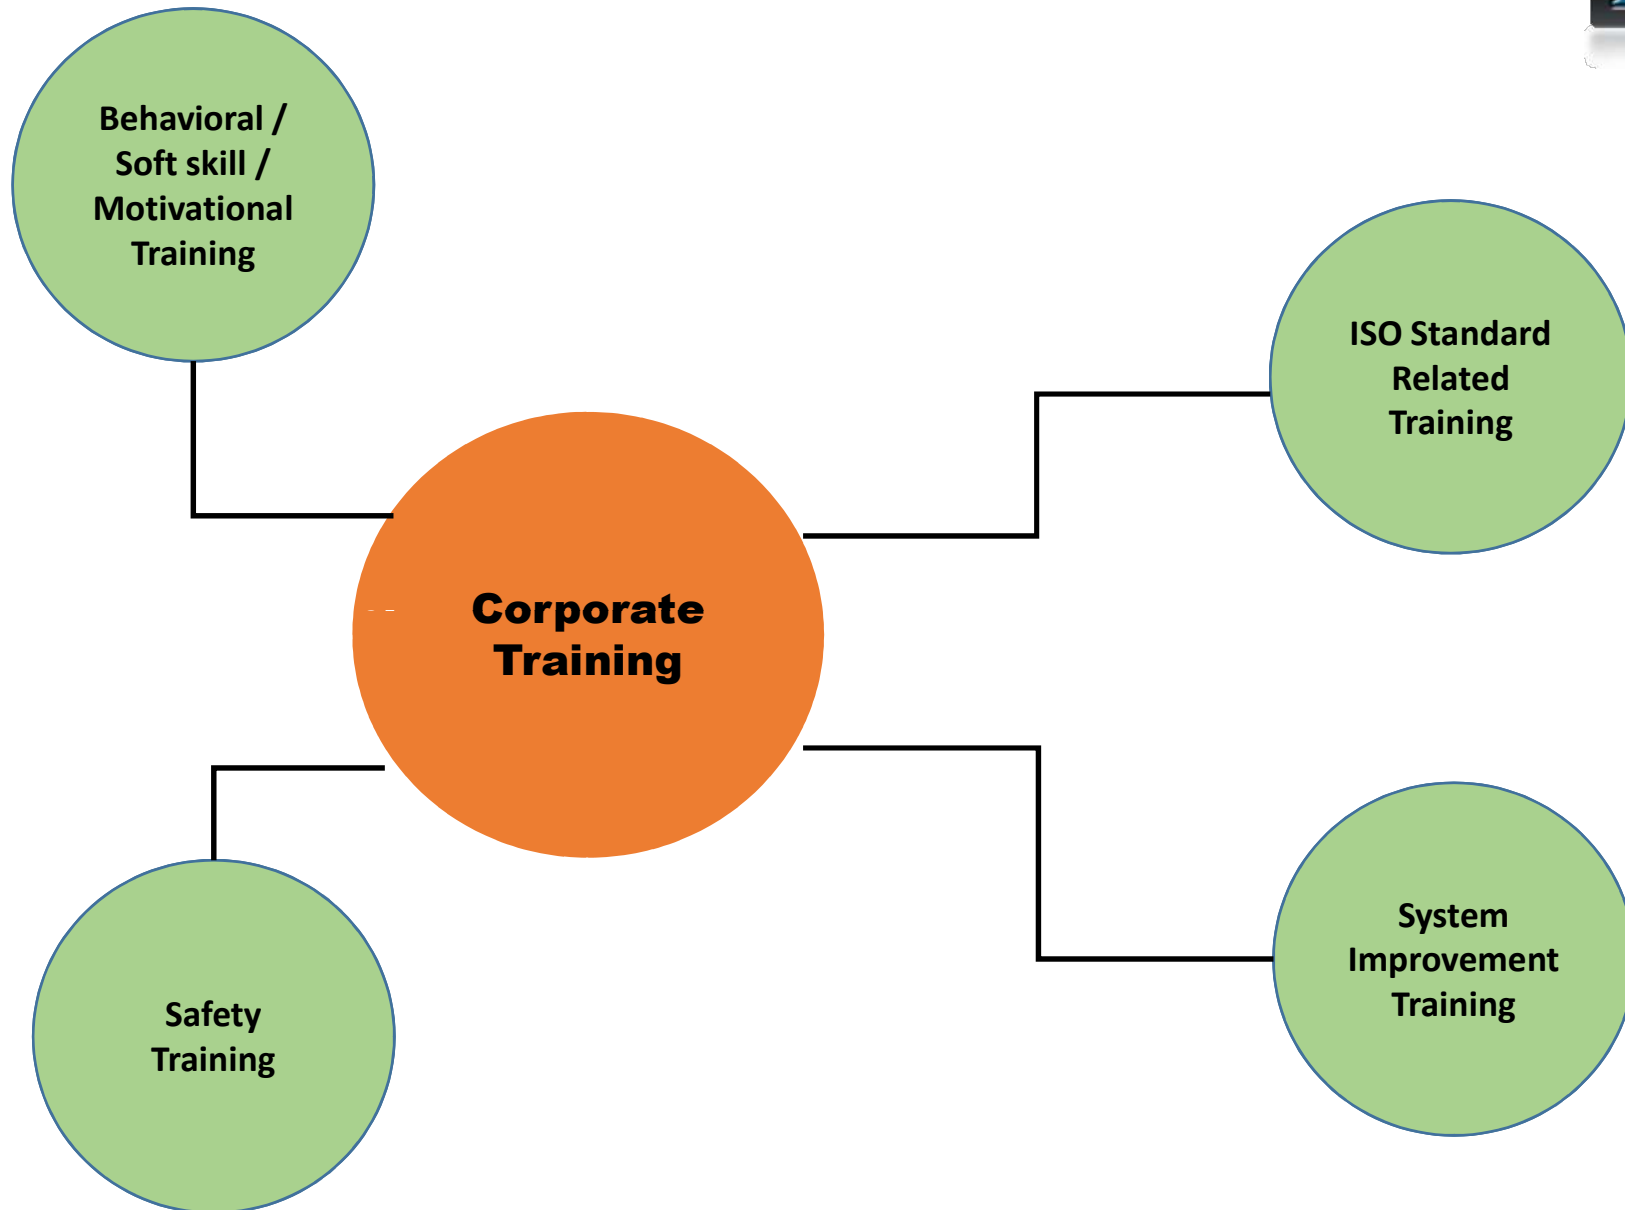 Behavioral /
Soft skill /
Motivational
Training
ISO Standard
Related
Training
Corporate
Training
System
Improvement
Training
Safety
Training